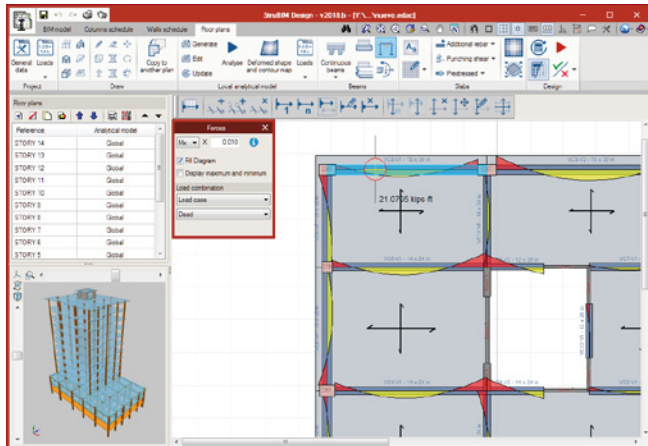 StruBIM Design - v2018.b - [Y:\...\Nuevo.edac]
BIM model Columns schedule Walls schedule Floor plans
General data
Loads
Copy to another plan
Generate
Edit
Update
Analyse
Deformed shape and contour map
Loads
Continuous beams
Additional rebar
Punching shear
Prestressed
Project Draw Local analytical model Beams Slabs Design
Floor plans
Reference Analytical model
STORY 14 Global
STORY 13 Global
STORY 12 Global
STORY 11 Global
STORY 10 Global
STORY 9 Global
STORY 8 Global
STORY 7 Global
STORY 6 Global
STORY 5 Global
Forces X
Mx X 0.010
Fill Diagram
Display maximum and minimum
Load combination
Load case
Dead
21.0705 kips·ft